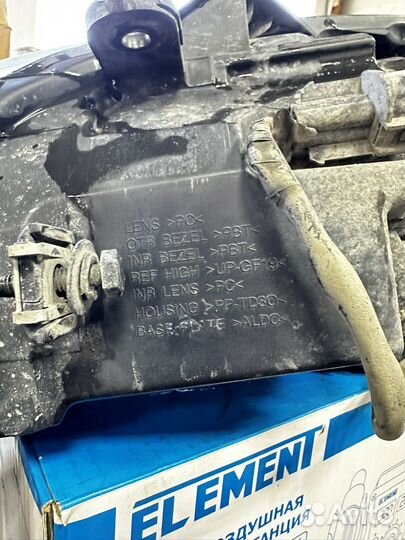 LENS >PC<
OTR BEZEL >PBT<
INR BEZEL >PBT<
REF HIGH >UP-GF19<
INR LENS >PC<
HOUSING >PP-TD30<
BASE PLATE >ALDC<
ELEMENT
ВОЗДУШНАЯ
СТАНЦИЯ
Avito